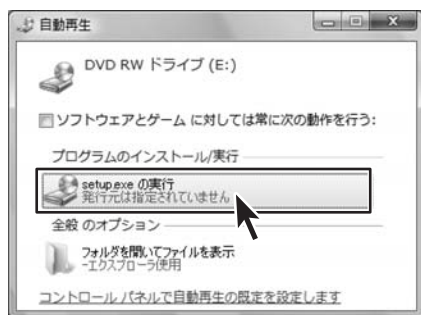 自動再生
DVD RW ドライブ (E:)
ソフトウェアとゲーム に対しては常に次の動作を行う:
プログラムのインストール/実行
setup.exe の実行
発行元は指定されていません
全般 のオプション
フォルダを開いてファイルを表示
-エクスプローラ使用
コントロール パネルで自動再生の既定を設定します